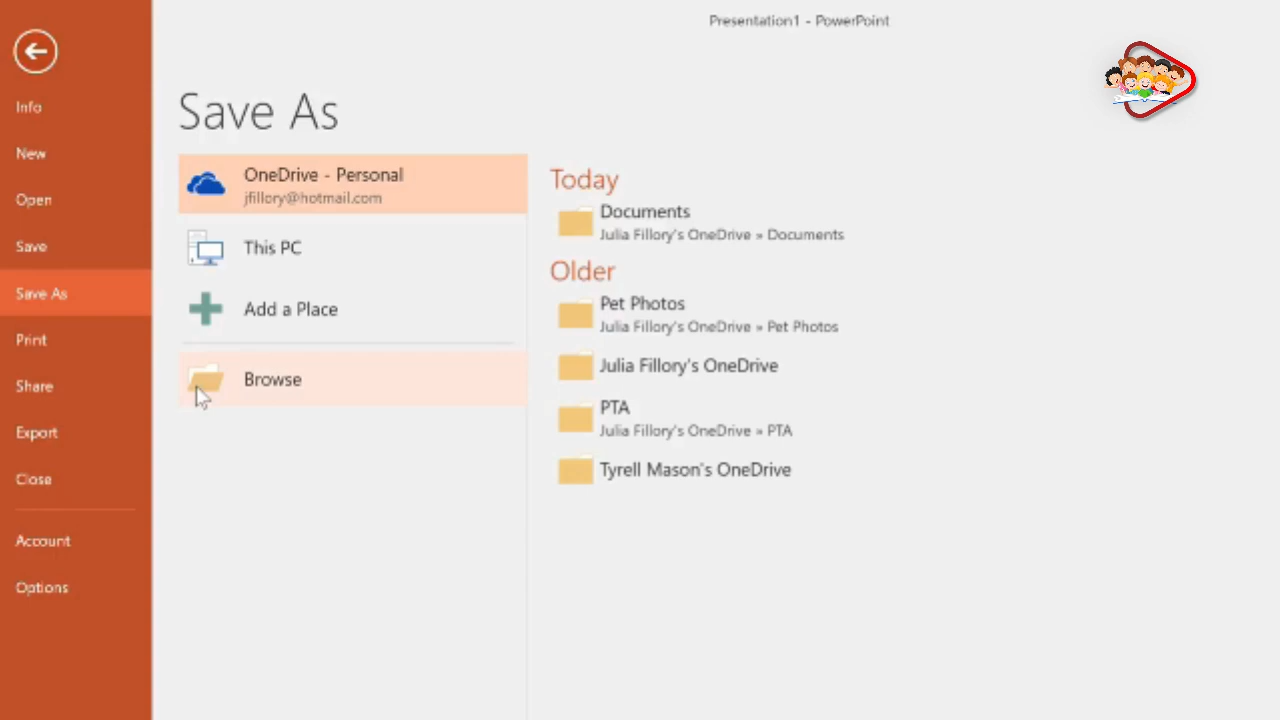 Presentation1 - PowerPoint
Info
New
Open
Save
Save As
Print
Share
Export
Close
Account
Options
Save As
OneDrive - Personal
jfillory@hotmail.com
This PC
Add a Place
Browse
Today
Documents
Julia Fillory's OneDrive » Documents
Older
Pet Photos
Julia Fillory's OneDrive » Pet Photos
Julia Fillory's OneDrive
PTA
Julia Fillory's OneDrive » PTA
Tyrell Mason's OneDrive